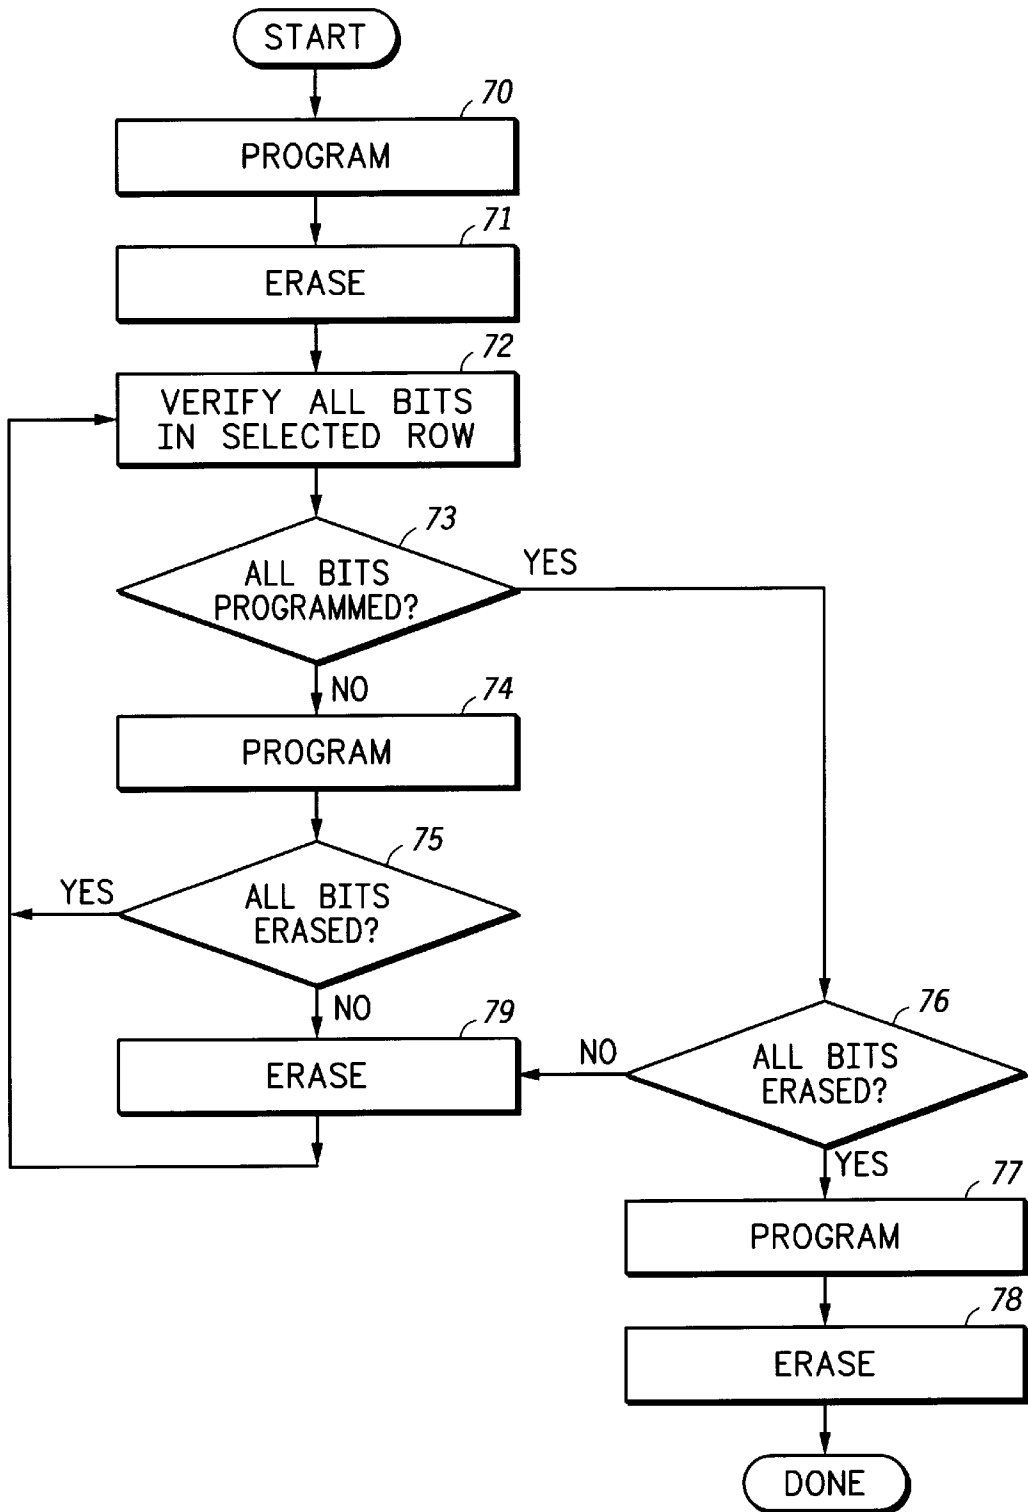 START
70
PROGRAM
71
ERASE
72
VERIFY ALL BITS
IN SELECTED ROW
73
ALL BITS
PROGRAMMED?
YES
NO
74
PROGRAM
75
ALL BITS
ERASED?
YES
NO
79
ERASE
76
ALL BITS
ERASED?
NO
YES
77
PROGRAM
78
ERASE
DONE